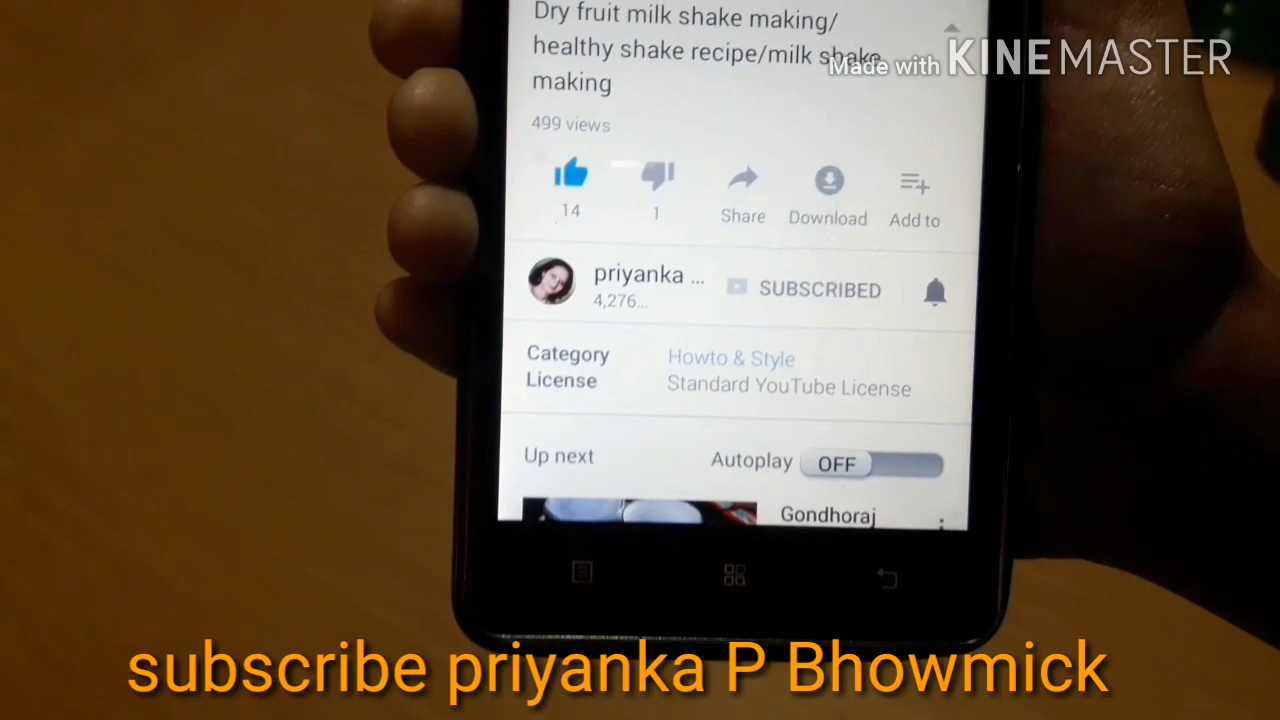 Dry fruit milk shake making/
healthy shake recipe/milk shake
making
Made with KINEMASTER
499 views
14
1
Share
Download
Add to
priyanka ...
4,276...
SUBSCRIBED
Category
Howto & Style
License
Standard YouTube License
Up next
Autoplay
OFF
Gondhoraj
subscribe priyanka P Bhowmick